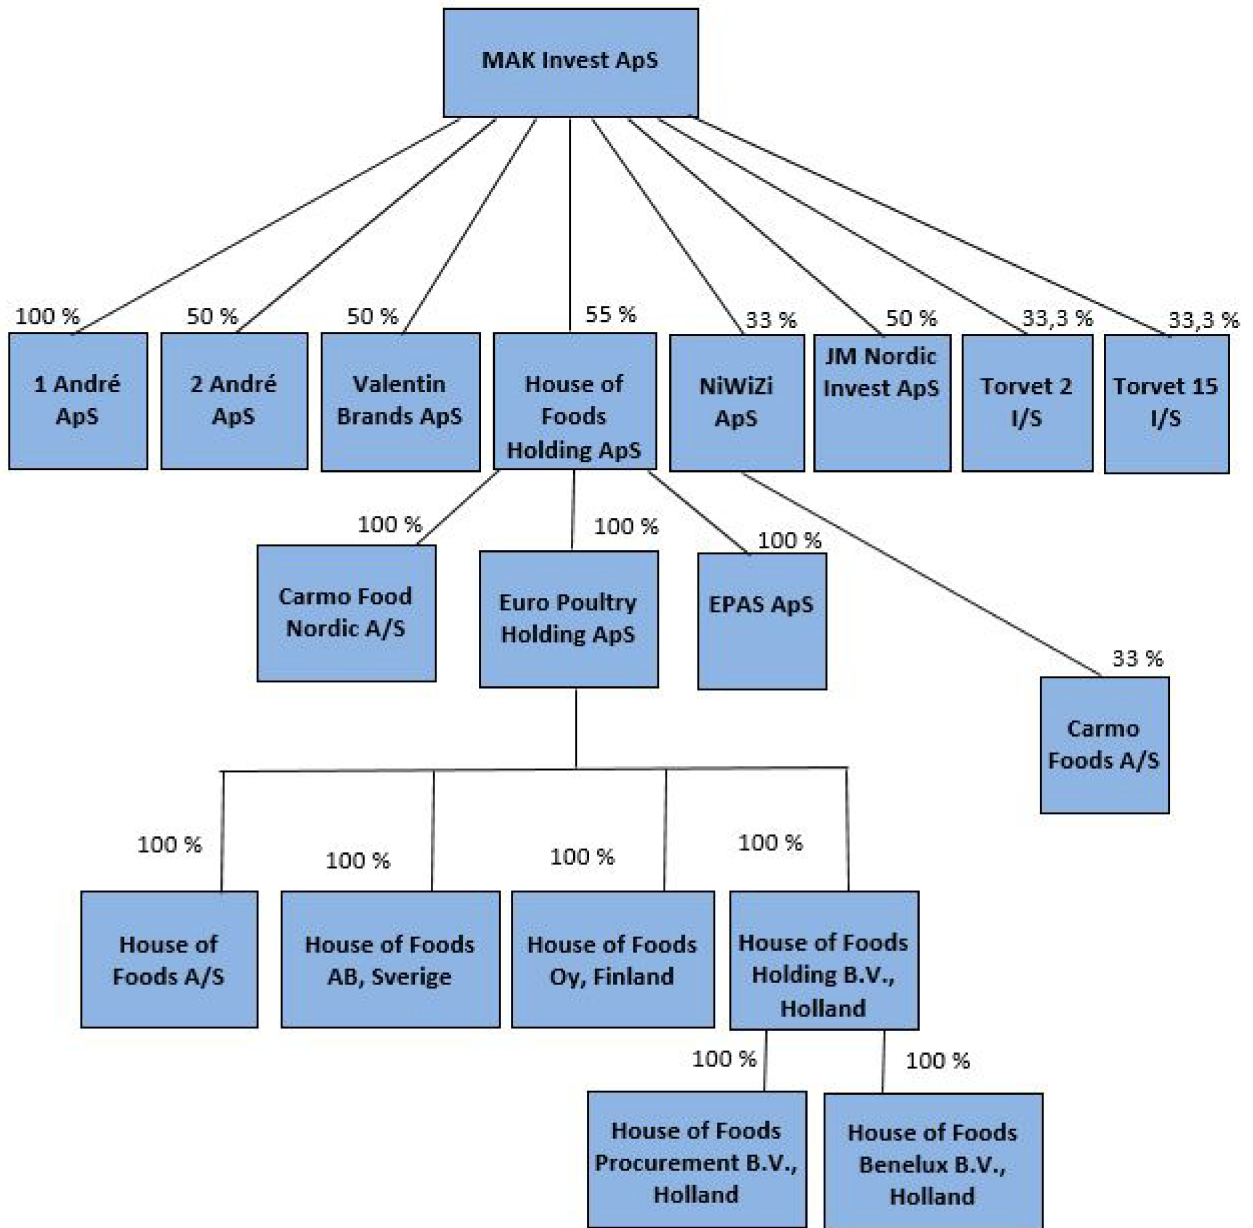 MAK Invest ApS
100 %
50 %
50 %
55 %
33 %
50 %
33,3 %
33,3 %
1 André
ApS
2 André
ApS
Valentin
Brands ApS
House of
Foods
Holding ApS
NiWiZi
ApS
JM Nordic
Invest ApS
Torvet 2
I/S
Torvet 15
I/S
100 %
100 %
100 %
Carmo Food
Nordic A/S
Euro Poultry
Holding ApS
EPAS ApS
33 %
Carmo
Foods A/S
100 %
100 %
100 %
100 %
House of
Foods A/S
House of Foods
AB, Sverige
House of Foods
Oy, Finland
House of Foods
Holding B.V.,
Holland
100 %
100 %
House of Foods
Procurement B.V.,
Holland
House of Foods
Benelux B.V.,
Holland